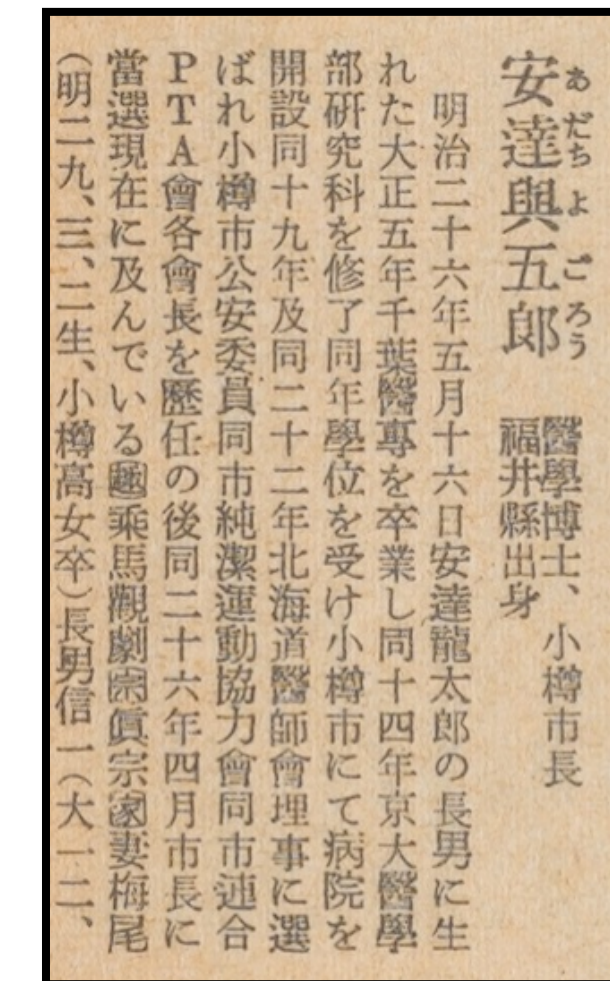 あだちよごろう
安達與五郎
醫學博士、小樽市長
福井縣出身
明治二十六年五月十六日安達龍太郎の長男に生
れた大正五年千葉醫專を卒業し同十四年京大醫學
部研究科を修了同年學位を受け小樽市にて病院を
開設同十九年及同二十二年北海道醫師會理事に選
ばれ小樽市公安委員同市純潔運動協力會同市連合
PTA會各會長を歷任の後同二十六年四月市長に
當選現在に及んでいる趣乘馬觀劇宗眞宗家妻梅尾
(明二九、三、二生、小樽高女卒)長男信一(大一二、